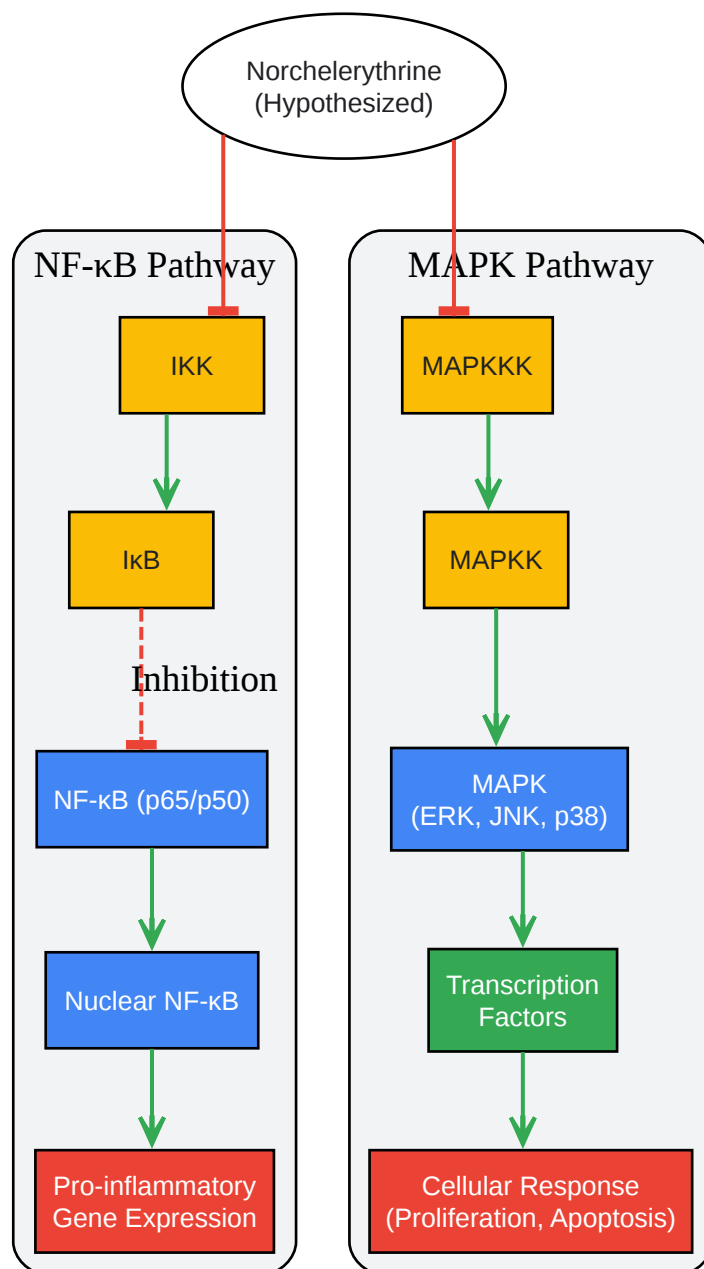 Norchelerythrine
(Hypothesized)
NF-κB Pathway
IKK
IκB
Inhibition
NF-κB (p65/p50)
Nuclear NF-κB
Pro-inflammatory
Gene Expression
MAPK Pathway
MAPKKK
MAPKK
MAPK
(ERK, JNK, p38)
Transcription
Factors
Cellular Response
(Proliferation, Apoptosis)